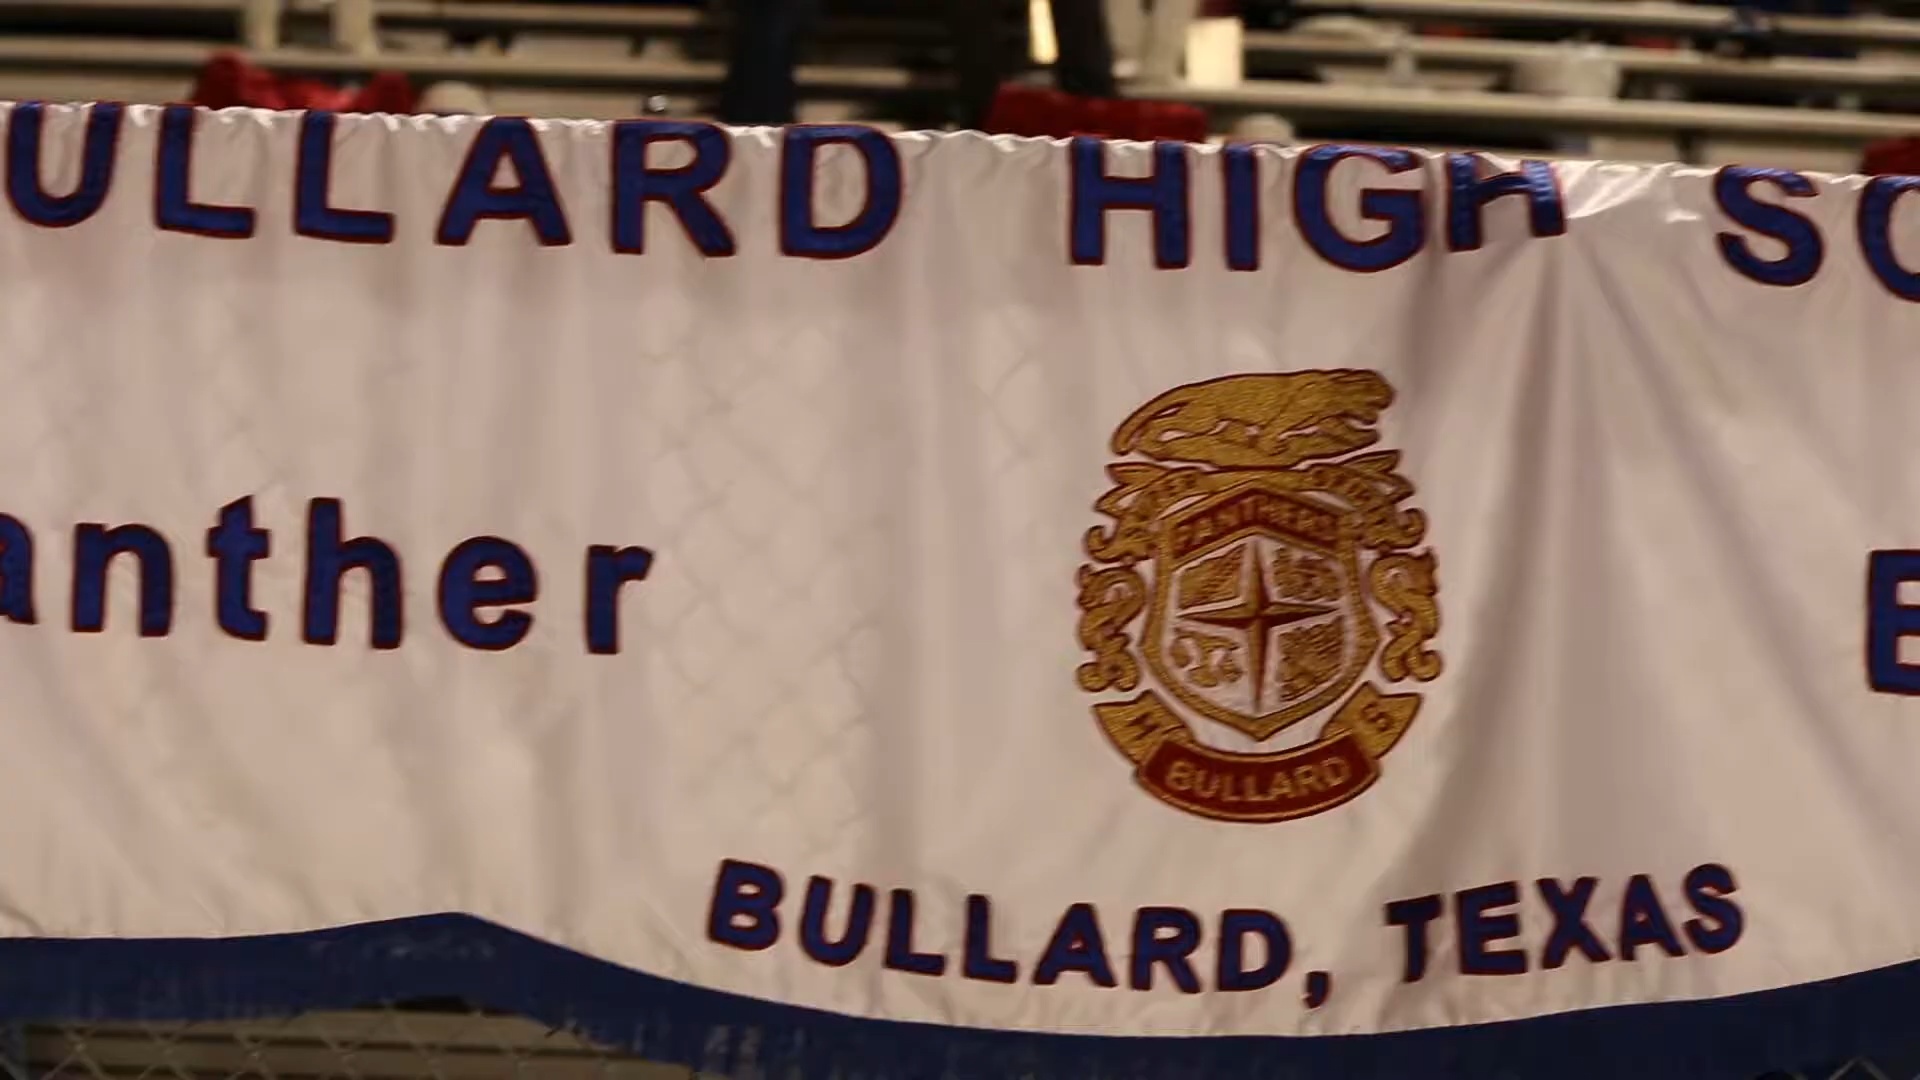 ULLARD HIGH SC
anther
PANTHERS
H S
BULLARD
BULLARD, TEXAS